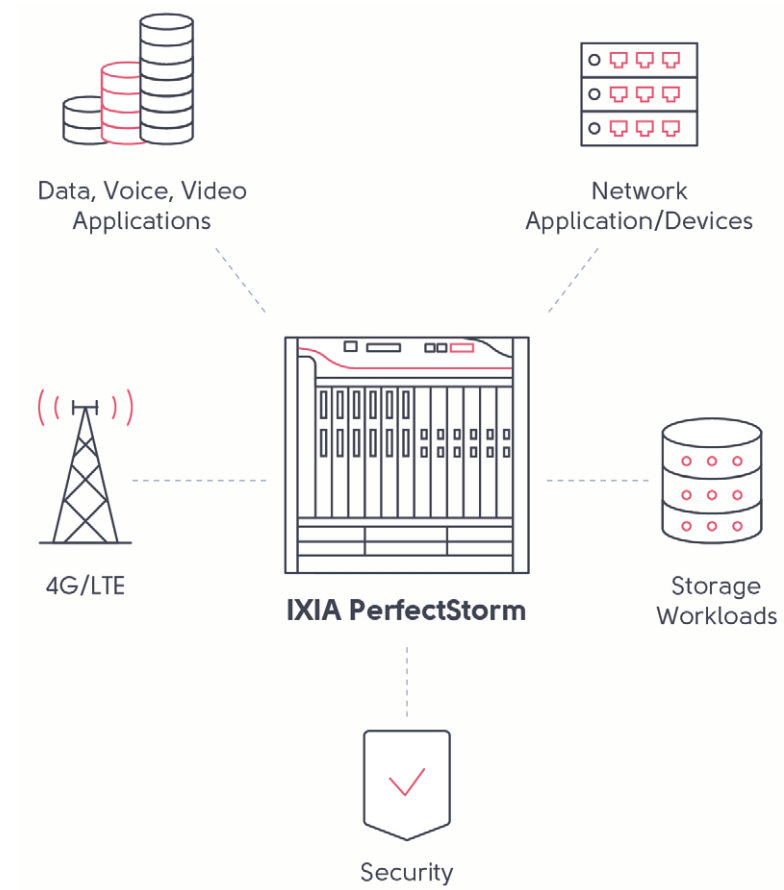 Data, Voice, Video
Applications
Network
Application/Devices
4G/LTE
IXIA PerfectStorm
Storage
Workloads
Security